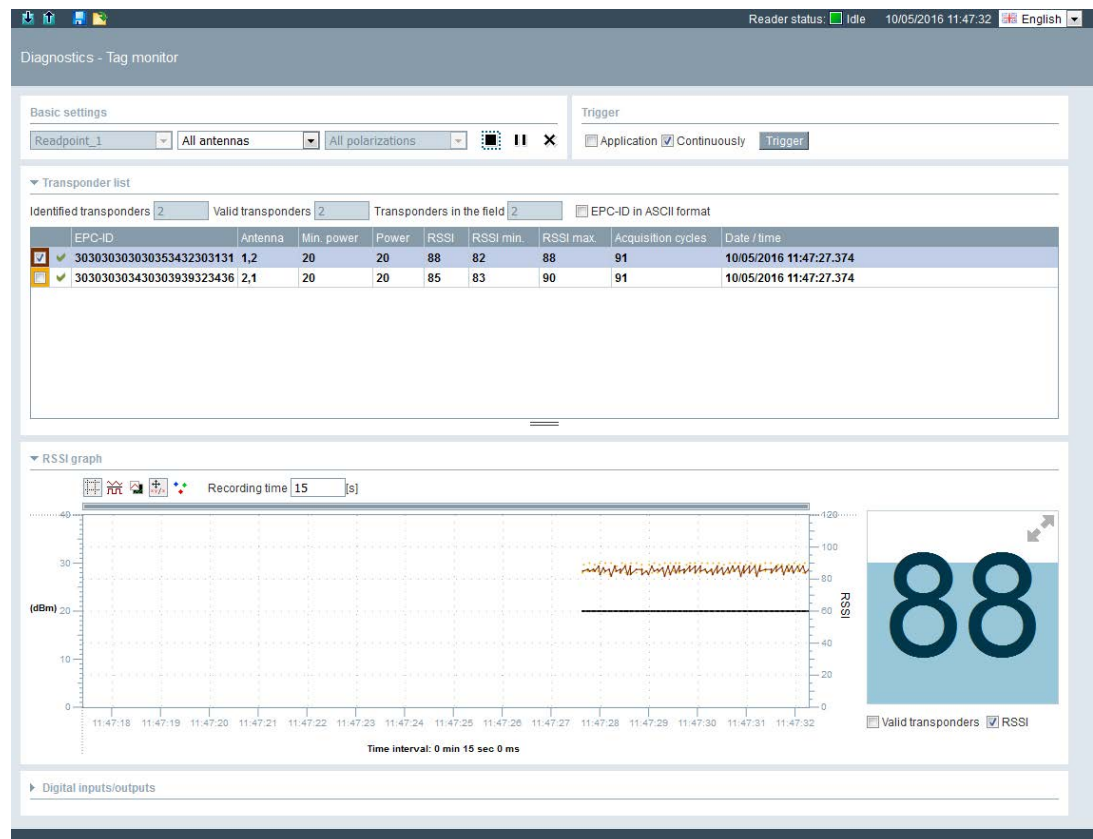 Reader status: Idle 10/05/2016 11:47:32 English
Diagnostics - Tag monitor
Basic settings
Trigger
Readpoint_1 All antennas All polarizations
Application Continuously Trigger
Transponder list
Identified transponders 2 Valid transponders 2 Transponders in the field 2 EPC-ID in ASCII format
EPC-ID Antenna Min. power Power RSSI RSSI min. RSSI max. Acquisition cycles Date / time
303030303030353432303131 1,2 20 20 88 82 88 91 10/05/2016 11:47:27.374
303030303430303939323436 2,1 20 20 85 83 90 91 10/05/2016 11:47:27.374
RSSI graph
Recording time 15 [s]
40 120
100
30
80
(dBm) 20 60 RSSI
40
10
20
0 0
88
11:47:18 11:47:19 11:47:20 11:47:21 11:47:22 11:47:23 11:47:24 11:47:25 11:47:26 11:47:27 11:47:28 11:47:29 11:47:30 11:47:31 11:47:32
Valid transponders RSSI
Time interval: 0 min 15 sec 0 ms
Digital inputs/outputs